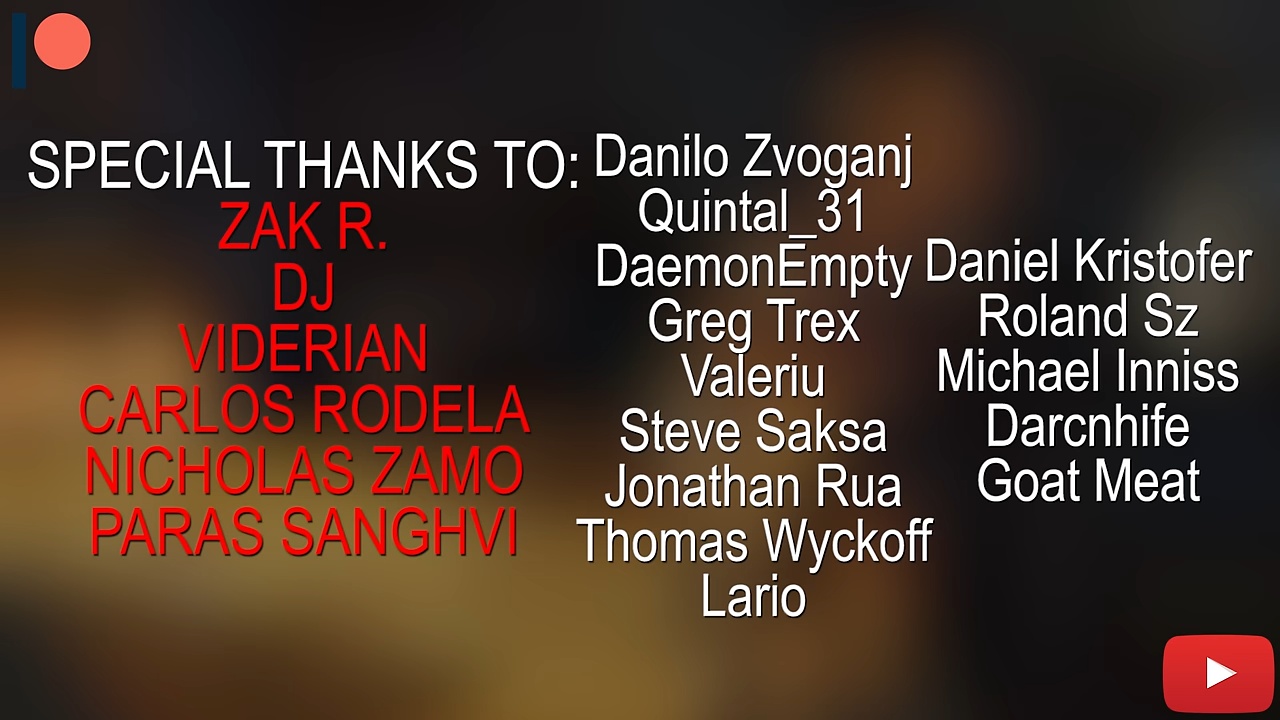 SPECIAL THANKS TO:
ZAK R.
DJ
VIDERIAN
CARLOS RODELA
NICHOLAS ZAMO
PARAS SANGHVI
Danilo Zvoganj
Quintal_31
DaemonEmpty
Greg Trex
Valeriu
Steve Saksa
Jonathan Rua
Thomas Wyckoff
Lario
Daniel Kristofer
Roland Sz
Michael Inniss
Darcnhife
Goat Meat